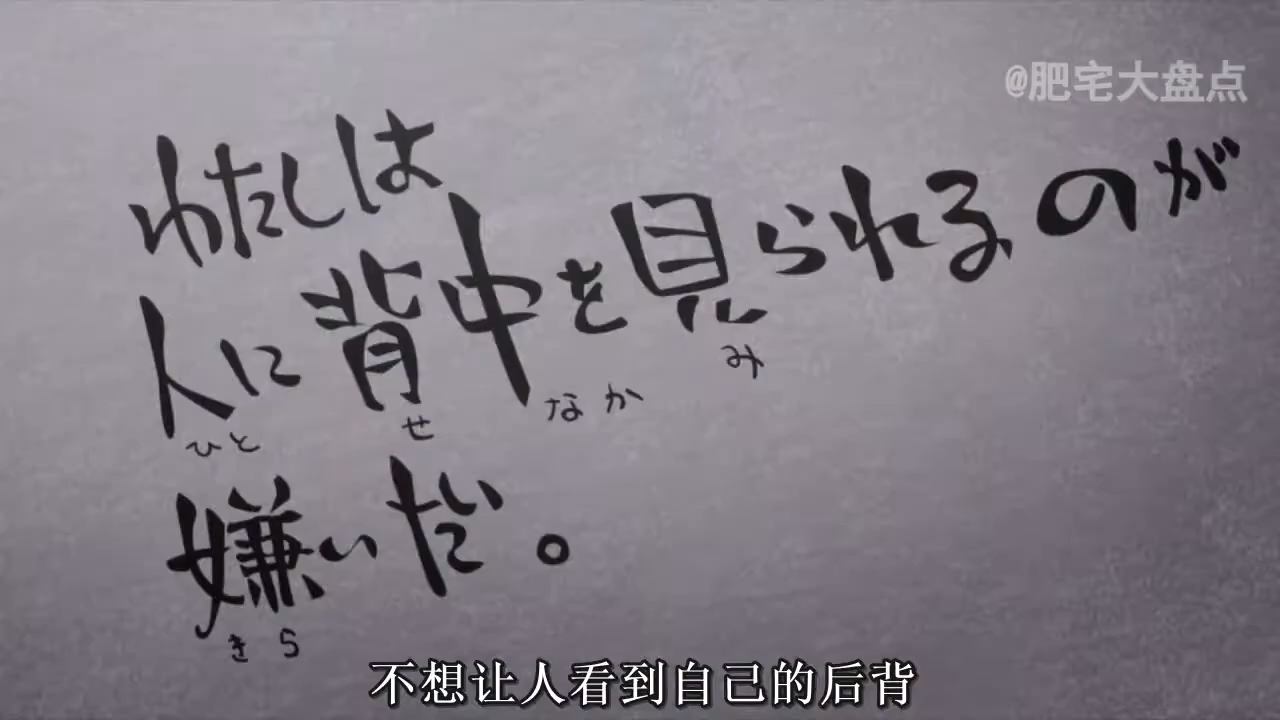 @肥宅大盘点
わたしは
人に背中を見られるのが
ひと せ なか み
嫌いだ。
きら
不想让人看到自己的后背